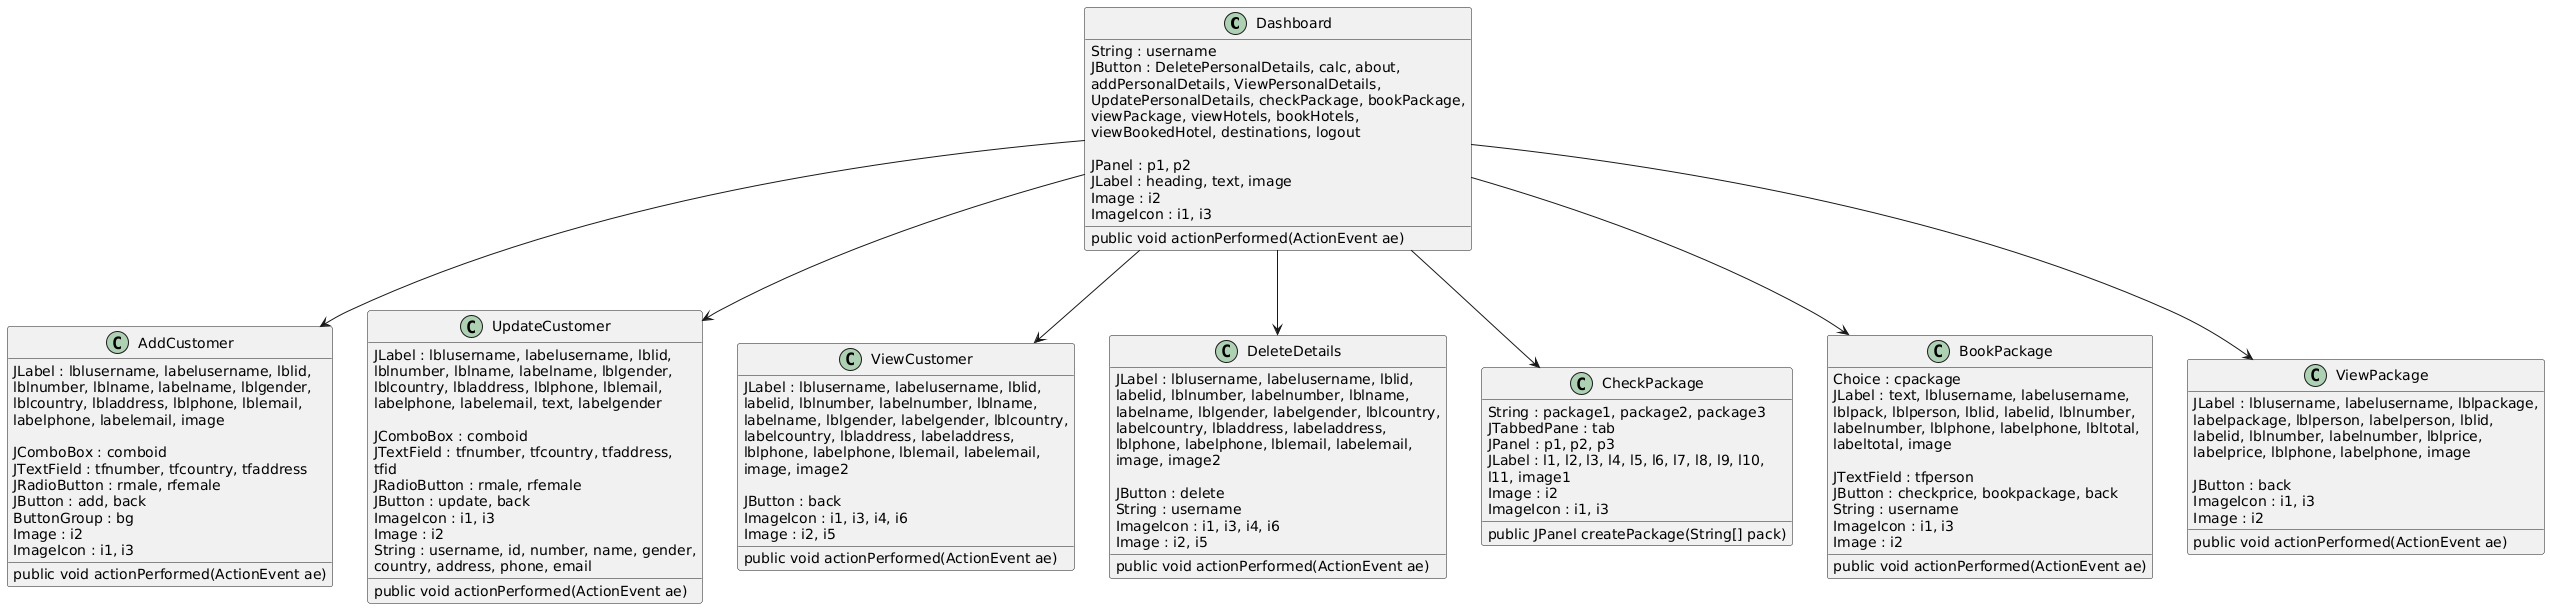 C Dashboard
String : username
JButton : DeletePersonalDetails, calc, about,
addPersonalDetails, ViewPersonalDetails,
UpdatePersonalDetails, checkPackage, bookPackage,
viewPackage, viewHotels, bookHotels,
viewBookedHotel, destinations, logout
JPanel : p1, p2
JLabel : heading, text, image
Image : i2
ImageIcon : i1, i3
public void actionPerformed(ActionEvent ae)
C AddCustomer
JLabel : lblusername, labelusername, lblid,
lblnumber, lblname, labelname, lblgender,
lblcountry, lbladdress, lblphone, lblemail,
labelphone, labelemail, image
JComboBox : comboid
JTextField : tfnumber, tfcountry, tfaddress
JRadioButton : rmale, rfemale
JButton : add, back
ButtonGroup : bg
Image : i2
ImageIcon : i1, i3
public void actionPerformed(ActionEvent ae)
C UpdateCustomer
JLabel : lblusername, labelusername, lblid,
lblnumber, lblname, labelname, lblgender,
lblcountry, lbladdress, lblphone, lblemail,
labelphone, labelemail, text, labelgender
JComboBox : comboid
JTextField : tfnumber, tfcountry, tfaddress,
tfid
JRadioButton : rmale, rfemale
JButton : update, back
ImageIcon : i1, i3
Image : i2
String : username, id, number, name, gender,
country, address, phone, email
public void actionPerformed(ActionEvent ae)
C ViewCustomer
JLabel : lblusername, labelusername, lblid,
labelid, lblnumber, labelnumber, lblname,
labelname, lblgender, labelgender, lblcountry,
labelcountry, lbladdress, labeladdress,
lblphone, labelphone, lblemail, labelemail,
image, image2
JButton : back
ImageIcon : i1, i3, i4, i6
Image : i2, i5
public void actionPerformed(ActionEvent ae)
C DeleteDetails
JLabel : lblusername, labelusername, lblid,
labelid, lblnumber, labelnumber, lblname,
labelname, lblgender, labelgender, lblcountry,
labelcountry, lbladdress, labeladdress,
lblphone, labelphone, lblemail, labelemail,
image, image2
JButton : delete
String : username
ImageIcon : i1, i3, i4, i6
Image : i2, i5
public void actionPerformed(ActionEvent ae)
C CheckPackage
String : package1, package2, package3
JTabbedPane : tab
JPanel : p1, p2, p3
JLabel : l1, l2, l3, l4, l5, l6, l7, l8, l9, l10,
l11, image1
Image : i2
ImageIcon : i1, i3
public JPanel createPackage(String[] pack)
C BookPackage
Choice : cpackage
JLabel : text, lblusername, labelusername,
lblpack, lblperson, lblid, labelid, lblnumber,
labelnumber, lblphone, labelphone, lbltotal,
labeltotal, image
JTextField : tfperson
JButton : checkprice, bookpackage, back
String : username
ImageIcon : i1, i3
Image : i2
public void actionPerformed(ActionEvent ae)
C ViewPackage
JLabel : lblusername, labelusername, lblpackage,
labelpackage, lblperson, labelperson, lblid,
labelid, lblnumber, labelnumber, lblprice,
labelprice, lblphone, labelphone, image
JButton : back
ImageIcon : i1, i3
Image : i2
public void actionPerformed(ActionEvent ae)